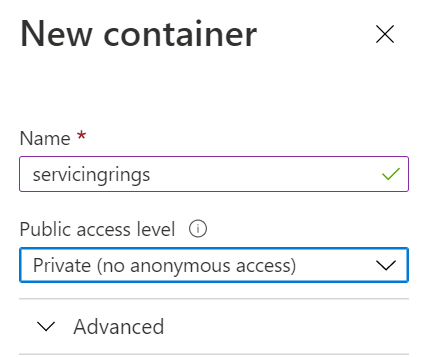 New container
Name *
servicingrings
Public access level
Private (no anonymous access)
Advanced